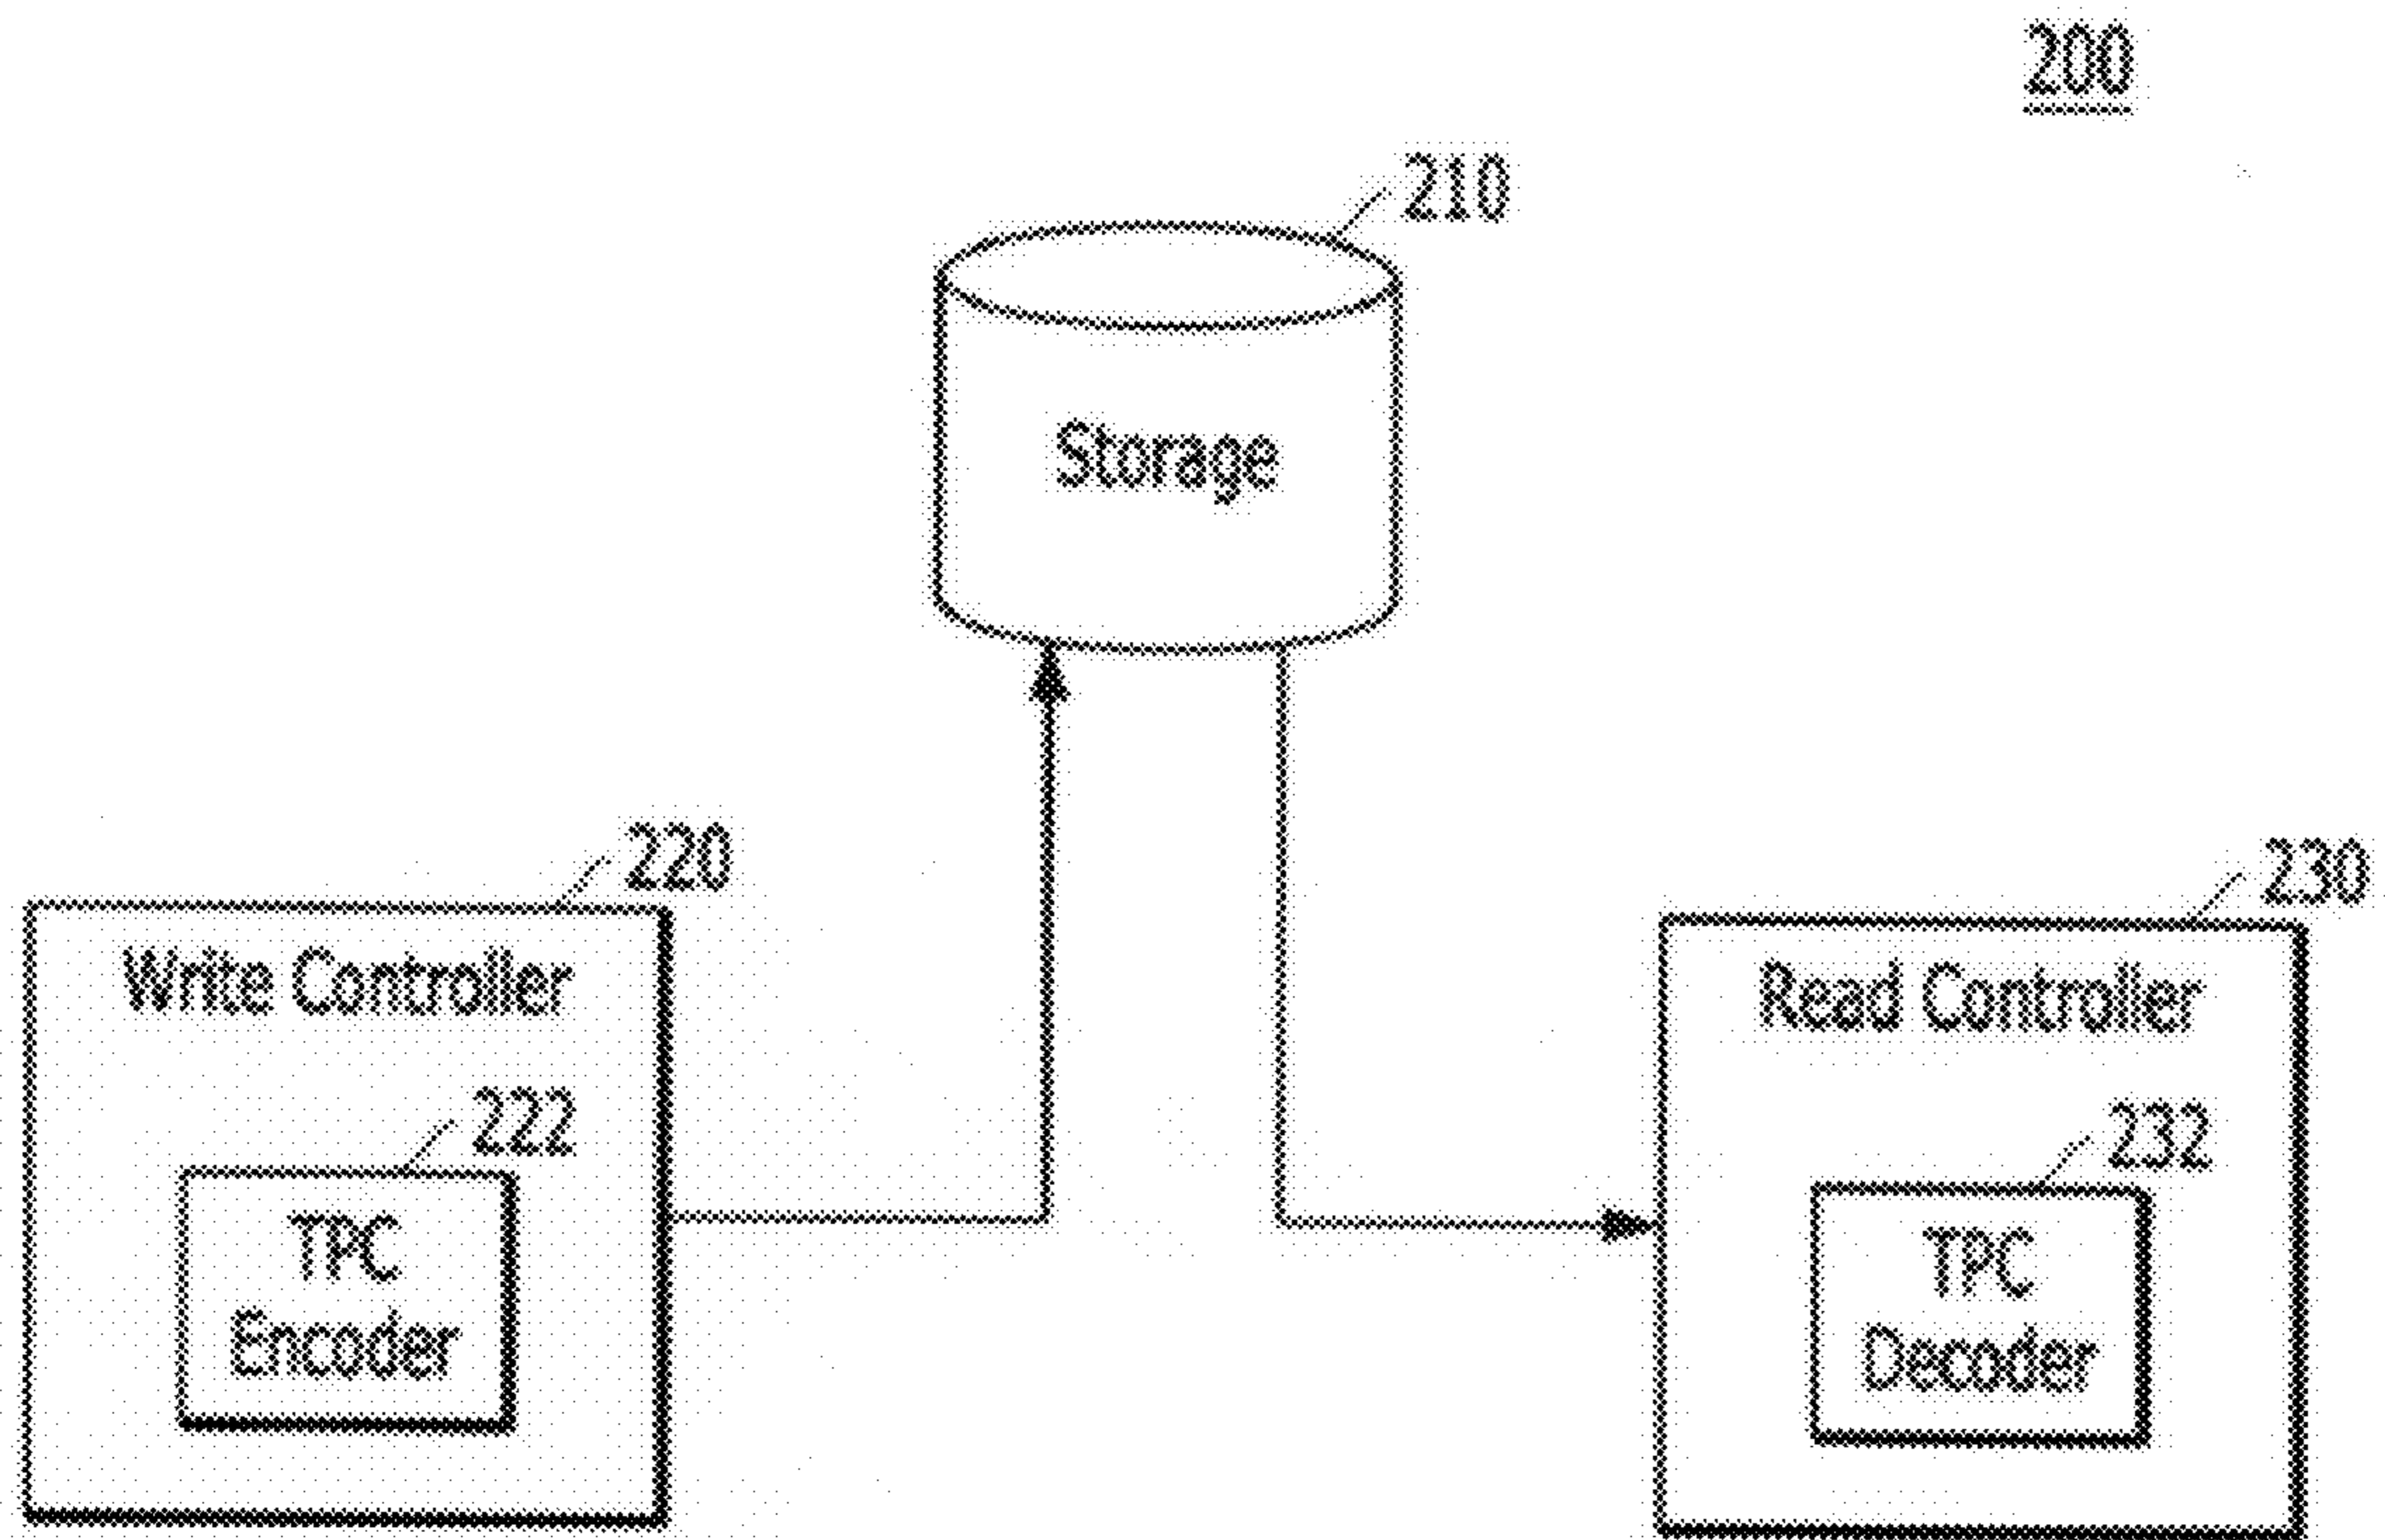 200
210
Storage
220
230
Write Controller
Read Controller
222
232
TPC
Encoder
TPC
Decoder